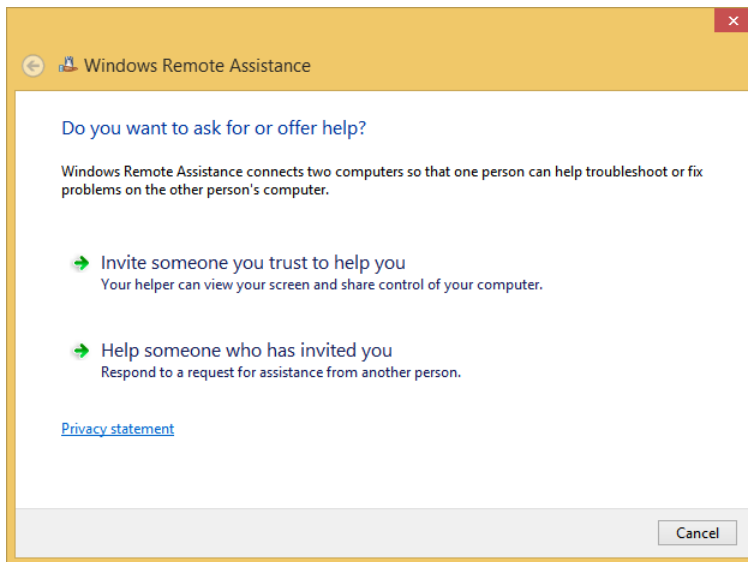 Windows Remote Assistance
Do you want to ask for or offer help?
Windows Remote Assistance connects two computers so that one person can help troubleshoot or fix
problems on the other person's computer.
Invite someone you trust to help you
Your helper can view your screen and share control of your computer.
Help someone who has invited you
Respond to a request for assistance from another person.
Privacy statement
Cancel